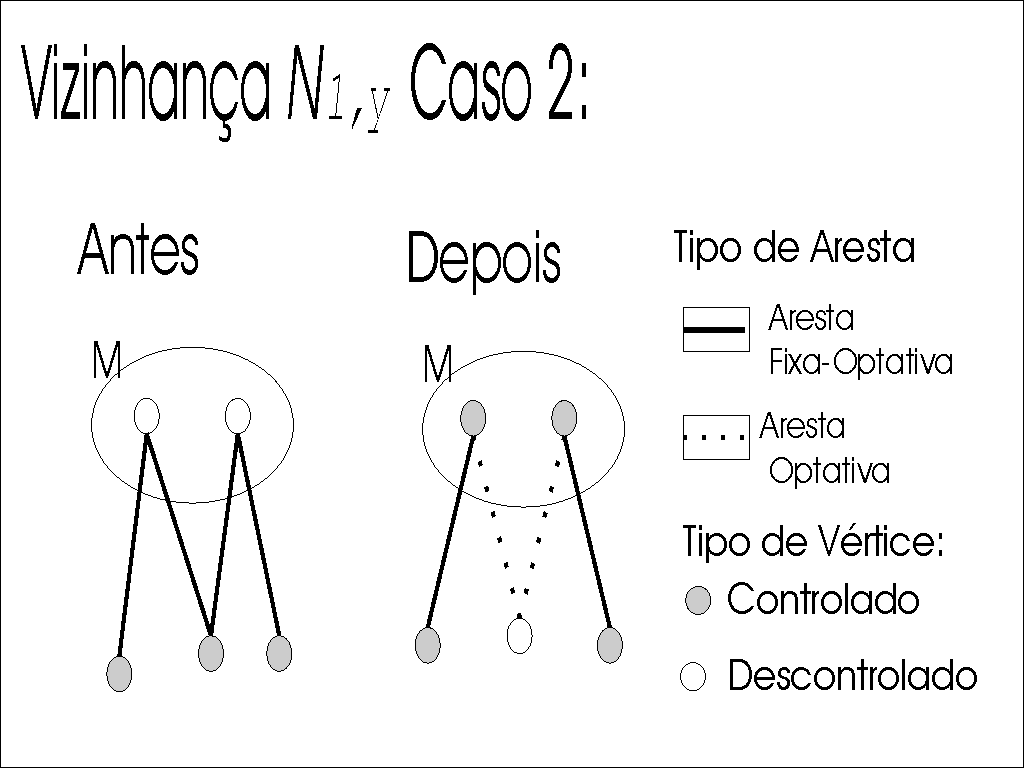 Vizinhança N1,y Caso 2:
Antes
Depois
Tipo de Aresta
M
M
Aresta
Fixa-Optativa
Aresta
Optativa
Tipo de Vértice:
Controlado
Descontrolado